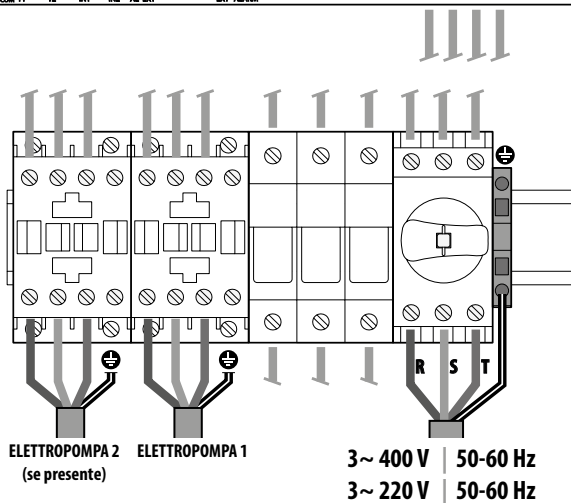 R S T
ELETTROPOMPA 2 ELETTROPOMPA 1
(se presente)
3~ 400 V | 50-60 Hz
3~ 220 V | 50-60 Hz